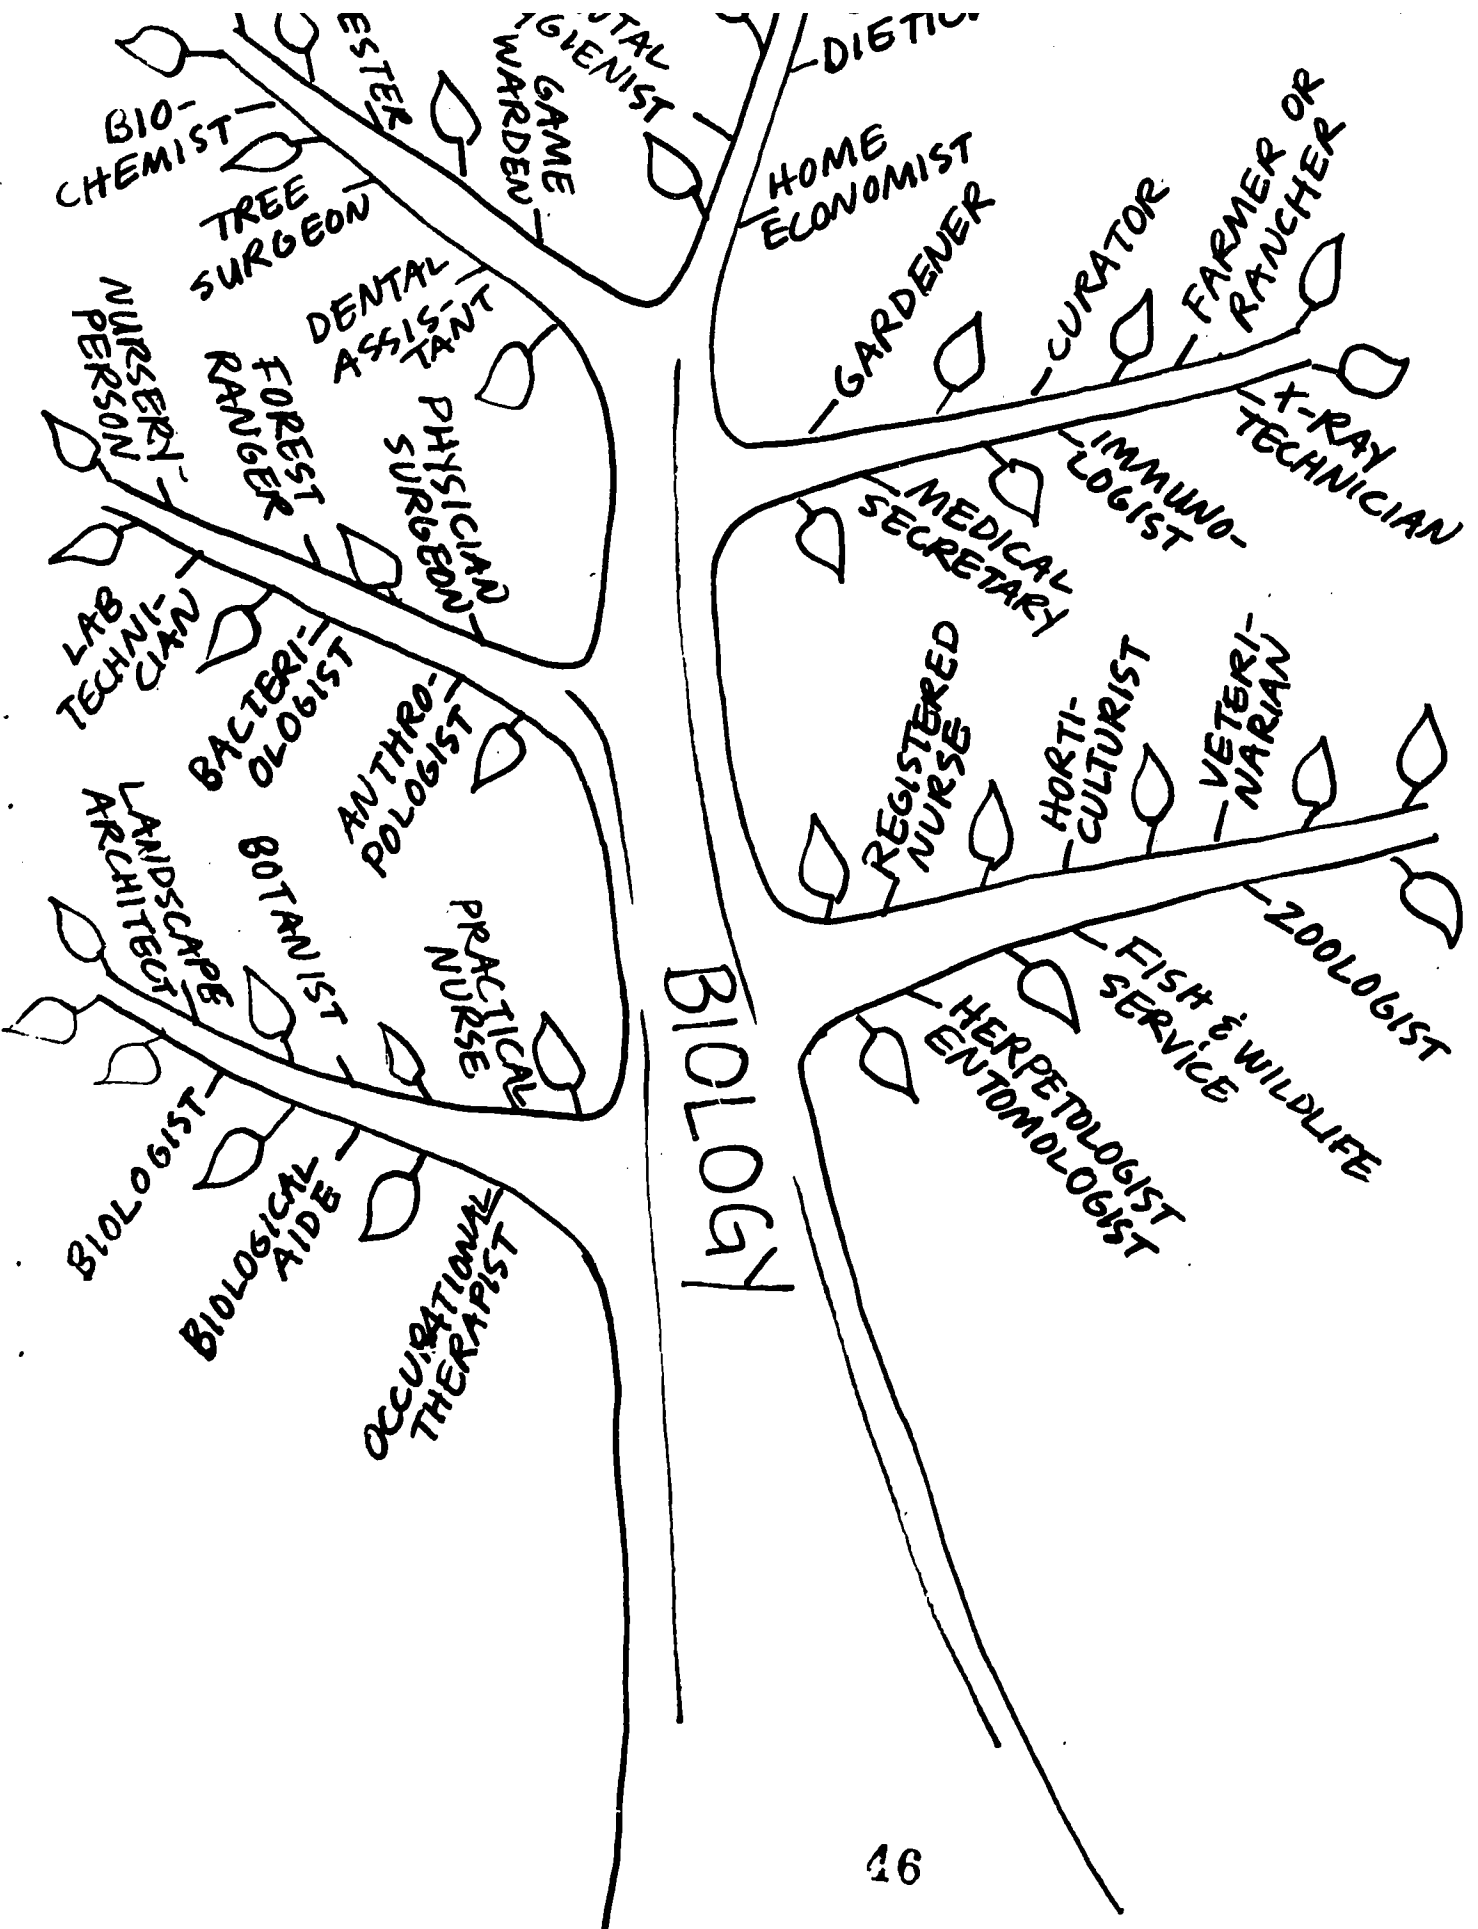 BIO-
CHEMIST
TREE
SURGEON
DENTAL
ASSIS-
TANT
GAME
WARDEN
HOME
ECONOMIST
GARDENER
CURATOR
FARMER OR
RANCHER
X-RAY
TECHNICIAN
IMMUNO-
LOGIST
MEDICAL
SECRETARY
NURSERY-
PERSON
FOREST
RANGER
PHYSICIAN
SURGEON
LAB
TECHNI-
CIAN
BACTERI-
OLOGIST
ANTHRO-
POLOGIST
REGISTERED
NURSE
HORTI-
CULTURIST
VETERI-
NARIAN
ZOOLOGIST
FISH & WILDLIFE
SERVICE
HERPETOLOGIST
ENTOMOLOGIST
LANDSCAPE
ARCHITECT
BOTANIST
PRACTICAL
NURSE
BIOLOGIST
BIOLOGICAL
AIDE
OCCUPATIONAL
THERAPIST
BIOLOGY
46